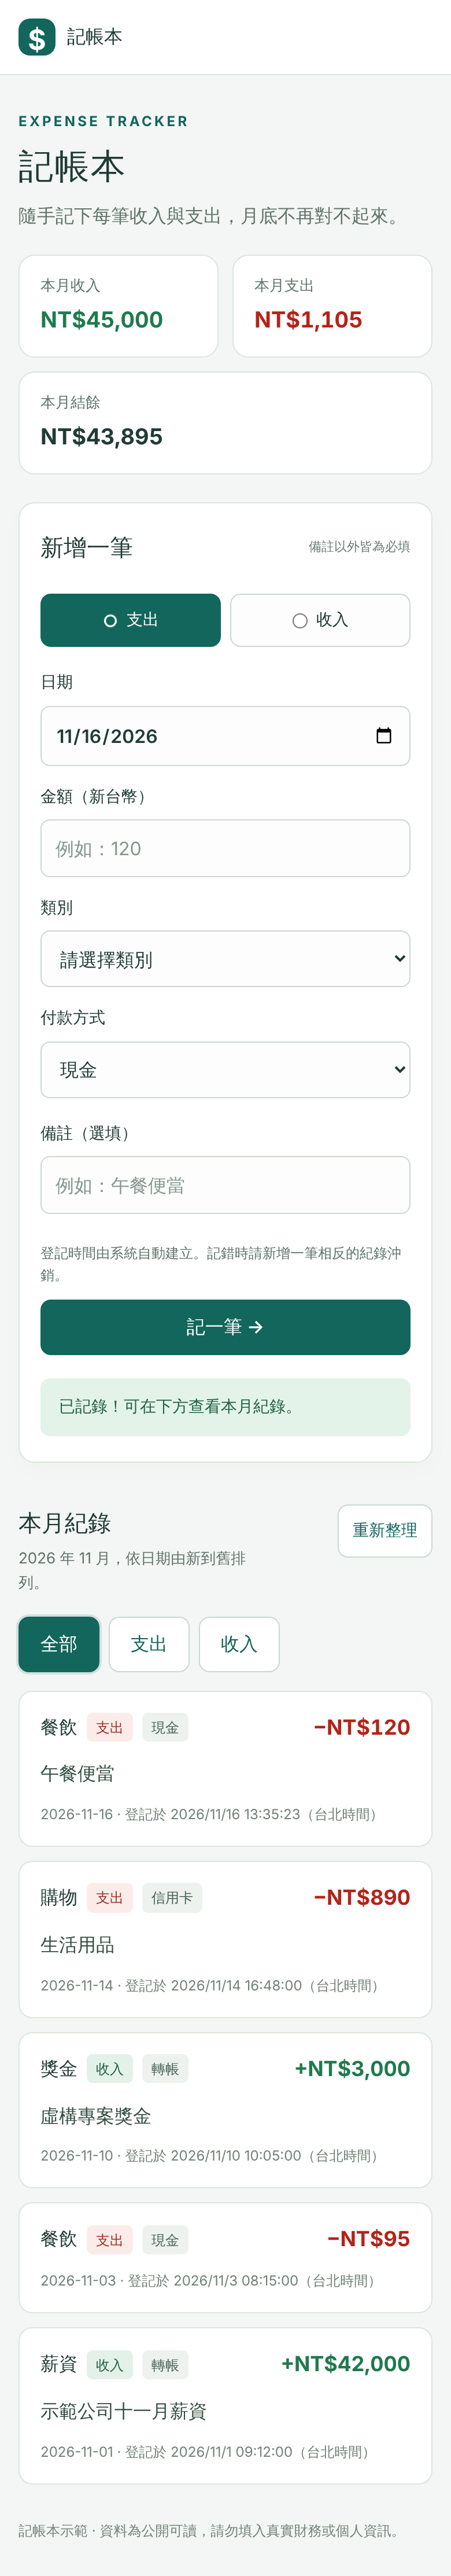 $ 記帳本
EXPENSE TRACKER
記帳本
隨手記下每筆收入與支出，月底不再對不起來。
本月收入
NT$45,000
本月支出
NT$1,105
本月結餘
NT$43,895
新增一筆
備註以外皆為必填
支出
收入
日期
11/16/2026
金額（新台幣）
例如：120
類別
請選擇類別
付款方式
現金
備註（選填）
例如：午餐便當
登記時間由系統自動建立。記錯時請新增一筆相反的紀錄沖
銷。
記一筆 →
已記錄！可在下方查看本月紀錄。
本月紀錄
2026 年 11 月，依日期由新到舊排
列。
重新整理
全部
支出
收入
餐飲 支出 現金 −NT$120
午餐便當
2026-11-16 · 登記於 2026/11/16 13:35:23（台北時間）
購物 支出 信用卡 −NT$890
生活用品
2026-11-14 · 登記於 2026/11/14 16:48:00（台北時間）
獎金 收入 轉帳 +NT$3,000
虛構專案獎金
2026-11-10 · 登記於 2026/11/10 10:05:00（台北時間）
餐飲 支出 現金 −NT$95
2026-11-03 · 登記於 2026/11/3 08:15:00（台北時間）
薪資 收入 轉帳 +NT$42,000
示範公司十一月薪資
2026-11-01 · 登記於 2026/11/1 09:12:00（台北時間）
記帳本示範 · 資料為公開可讀，請勿填入真實財務或個人資訊。